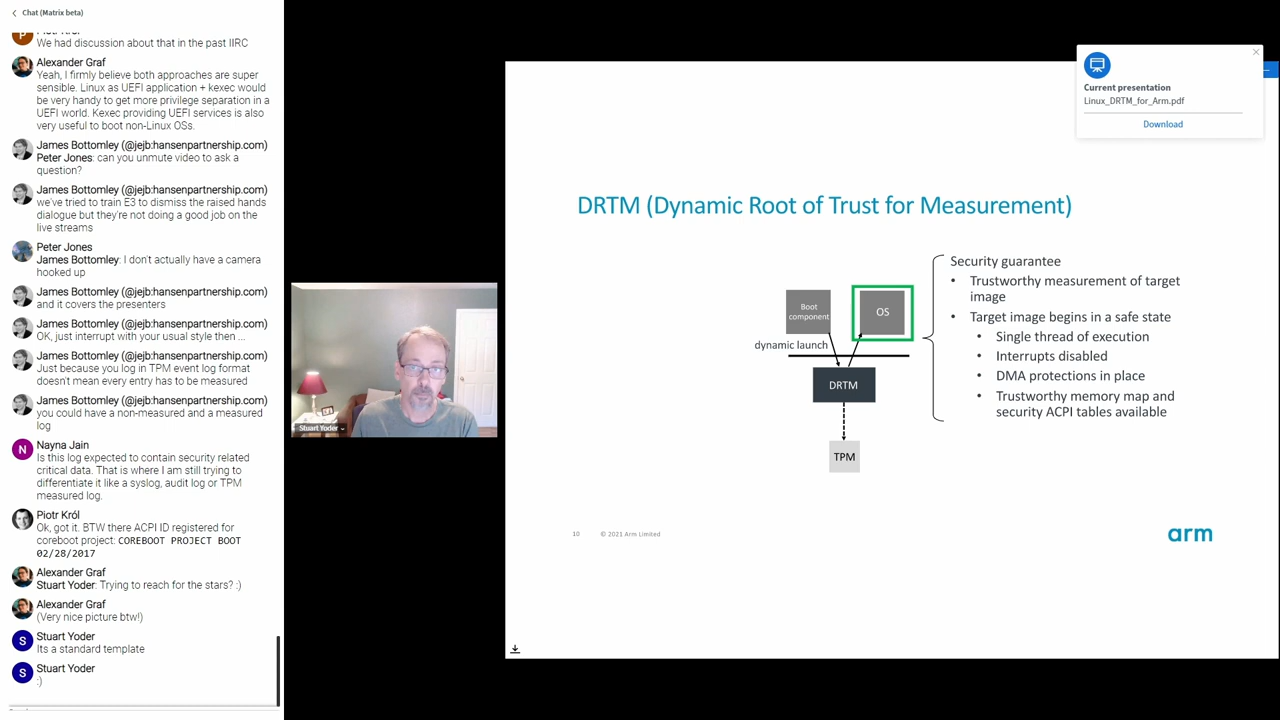 Chat (Matrix beta)
We had discussion about that in the past IIRC
Alexander Graf
Yeah, I firmly believe both approaches are super
sensible. Linux as UEFI application + kexec would
be very handy to get more privilege separation in a
UEFI world. Kexec providing UEFI services is also
very useful to boot non-Linux OSs.
James Bottomley (@jejb:hansenpartnership.com)
Peter Jones: can you unmute video to ask a
question?
James Bottomley (@jejb:hansenpartnership.com)
we've tried to train E3 to dismiss the raised hands
dialogue but they're not doing a good job on the
live streams
Peter Jones
James Bottomley: I don't actually have a camera
hooked up
James Bottomley (@jejb:hansenpartnership.com)
and it covers the presenters
James Bottomley (@jejb:hansenpartnership.com)
OK, just interrupt with your usual style then ...
James Bottomley (@jejb:hansenpartnership.com)
Just because you log in TPM event log format
doesn't mean every entry has to be measured
James Bottomley (@jejb:hansenpartnership.com)
you could have a non-measured and a measured
log
N
Nayna Jain
Is this log expected to contain security related
critical data. That is where I am still trying to
differentiate it like a syslog, audit log or TPM
measured log.
Piotr Król
Ok, got it. BTW there ACPI ID registered for
coreboot project: COREBOOT PROJECT BOOT
02/28/2017
Alexander Graf
Stuart Yoder: Trying to reach for the stars? :)
Alexander Graf
(Very nice picture btw!)
S
Stuart Yoder
Its a standard template
S
Stuart Yoder
:)
Stuart Yoder
Current presentation
Linux_DRTM_for_Arm.pdf
Download
DRTM (Dynamic Root of Trust for Measurement)
Boot
component
OS
dynamic launch
DRTM
TPM
Security guarantee
• Trustworthy measurement of target
image
• Target image begins in a safe state
• Single thread of execution
• Interrupts disabled
• DMA protections in place
• Trustworthy memory map and
security ACPI tables available
10
© 2021 Arm Limited
arm